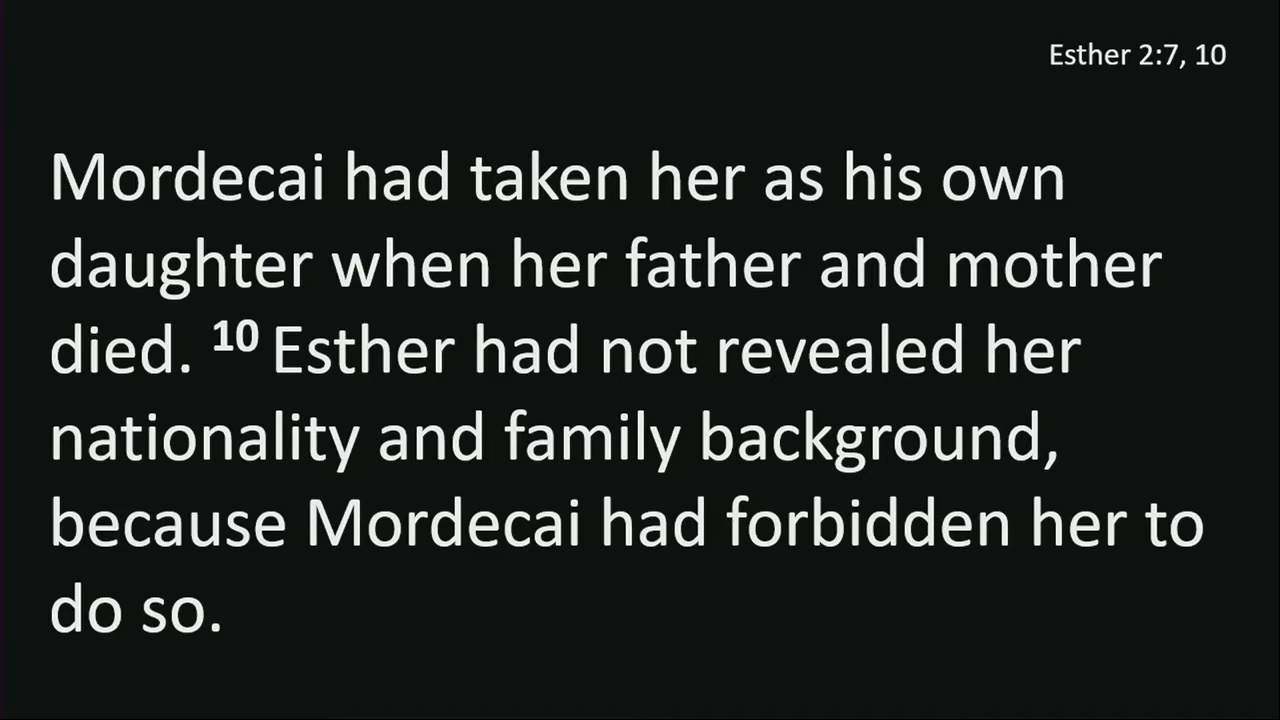 Esther 2:7, 10
Mordecai had taken her as his own
daughter when her father and mother
died. 10 Esther had not revealed her
nationality and family background,
because Mordecai had forbidden her to
do so.